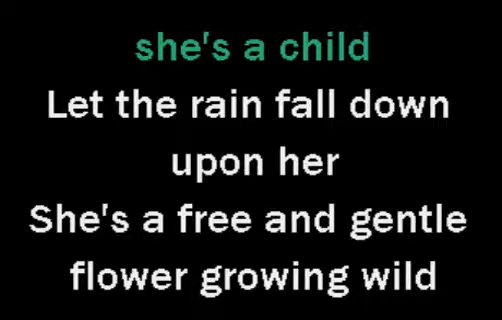 she's a child
Let the rain fall down
upon her
She's a free and gentle
flower growing wild